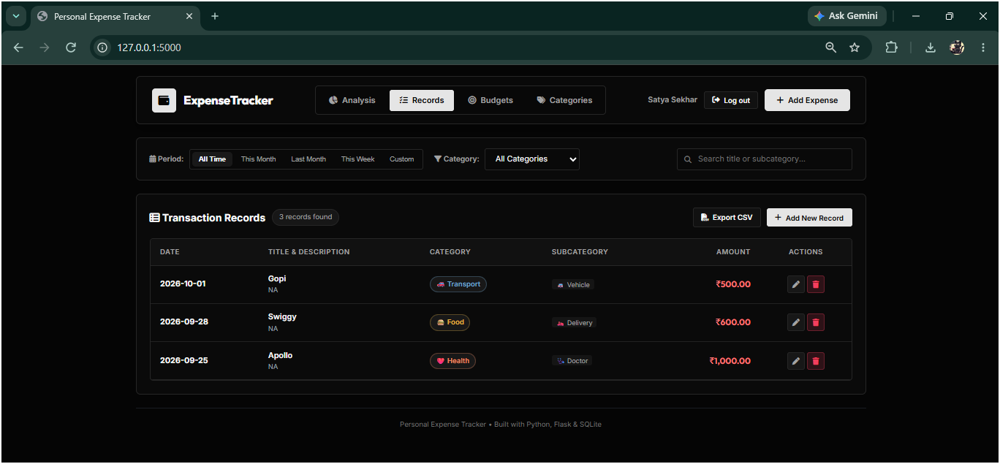 Personal Expense Tracker
Ask Gemini
127.0.0.1:5000
ExpenseTracker Analysis Records Budgets Categories Satya Sekhar Log out + Add Expense
Period: All Time This Month Last Month This Week Custom Category: All Categories Search title or subcategory...
Transaction Records 3 records found Export CSV + Add New Record
DATE TITLE & DESCRIPTION CATEGORY SUBCATEGORY AMOUNT ACTIONS
2026-10-01 Gopi Transport Vehicle ₹500.00
NA
2026-09-28 Swiggy Food Delivery ₹600.00
NA
2026-09-25 Apollo Health Doctor ₹1,000.00
NA
Personal Expense Tracker • Built with Python, Flask & SQLite